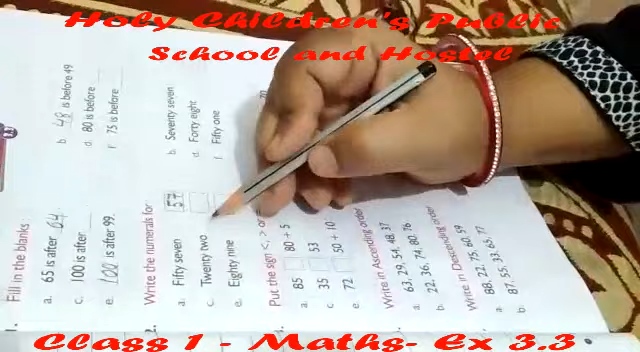 Holy Children's Public
School and Hostel
1. Fill in the blanks
a. 65 is after 64
b. 48 is before 49
c. 100 is after
d. 80 is before
e. 100 is after 99.
f. 75 is before
2. Write the numerals for
a. Fifty seven 57
b. Seventy seven
c. Twenty two
d. Forty eight
e. Eighty nine
f. Fifty one
Put the sign <, > or
a. 85 80 + 5
c. 35 53
e. 72 50 + 10
Write in Ascending order
a. 63, 29, 54, 48, 37
b. 22, 36, 74, 80, 76
Write in Descending order
a. 88, 22, 75, 60, 59
b. 87, 55, 33, 65, 77
Class 1 - Maths- Ex 3.3